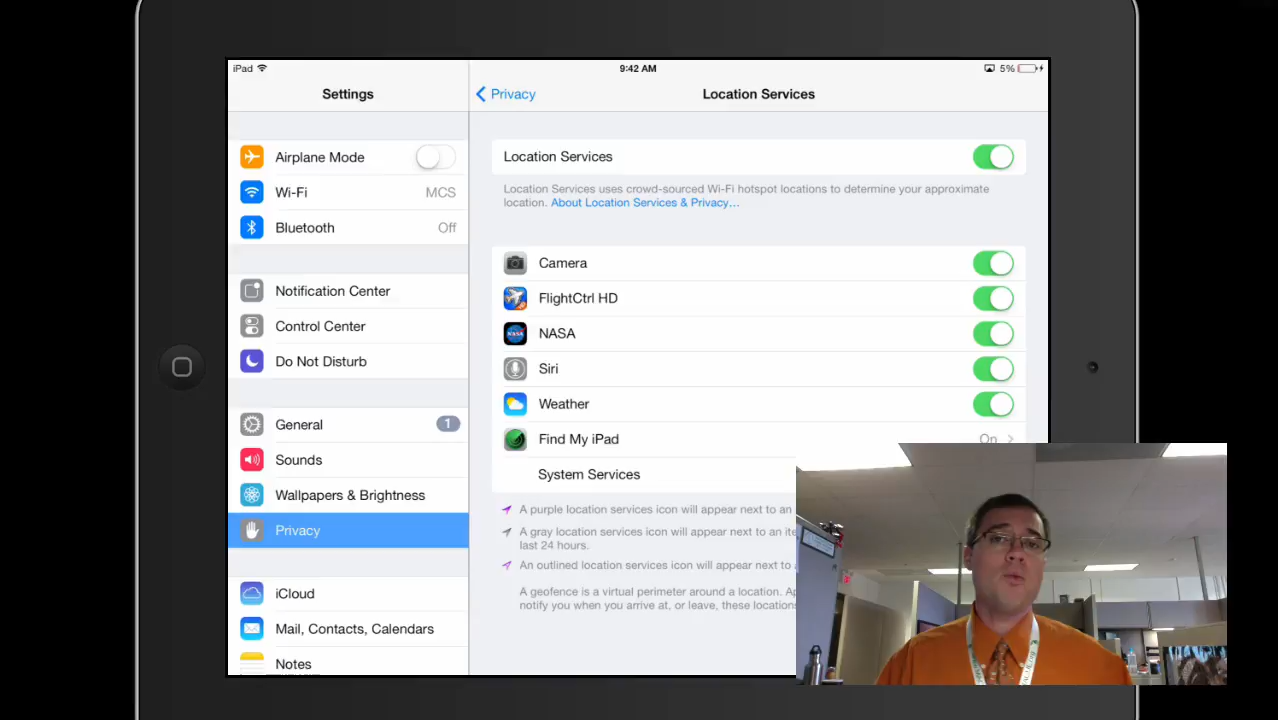 iPad
9:42 AM
5%
Settings
Privacy
Location Services
Airplane Mode
Wi-Fi MCS
Bluetooth Off
Notification Center
Control Center
Do Not Disturb
General 1
Sounds
Wallpapers & Brightness
Privacy
iCloud
Mail, Contacts, Calendars
Notes
Location Services
Location Services uses crowd-sourced Wi-Fi hotspot locations to determine your approximate
location. About Location Services & Privacy…
Camera
FlightCtrl HD
NASA
Siri
Weather
Find My iPad On
System Services
A purple location services icon will appear next to an
A gray location services icon will appear next to an ite
last 24 hours.
An outlined location services icon will appear next to
A geofence is a virtual perimeter around a location. Ap
notify you when you arrive at, or leave, these locations